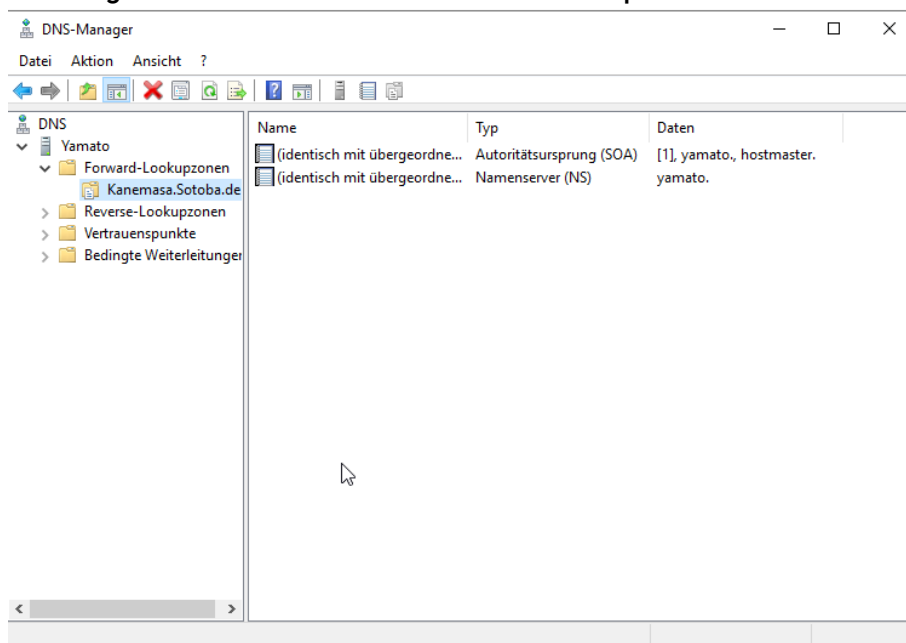 DNS-Manager
Datei Aktion Ansicht ?
DNS
Yamato
Forward-Lookupzonen
Kanemasa.Sotoba.de
Reverse-Lookupzonen
Vertrauenspunkte
Bedingte Weiterleitunger
Name Typ Daten
(identisch mit übergeordne... Autoritätsursprung (SOA) [1], yamato., hostmaster.
(identisch mit übergeordne... Namenserver (NS) yamato.